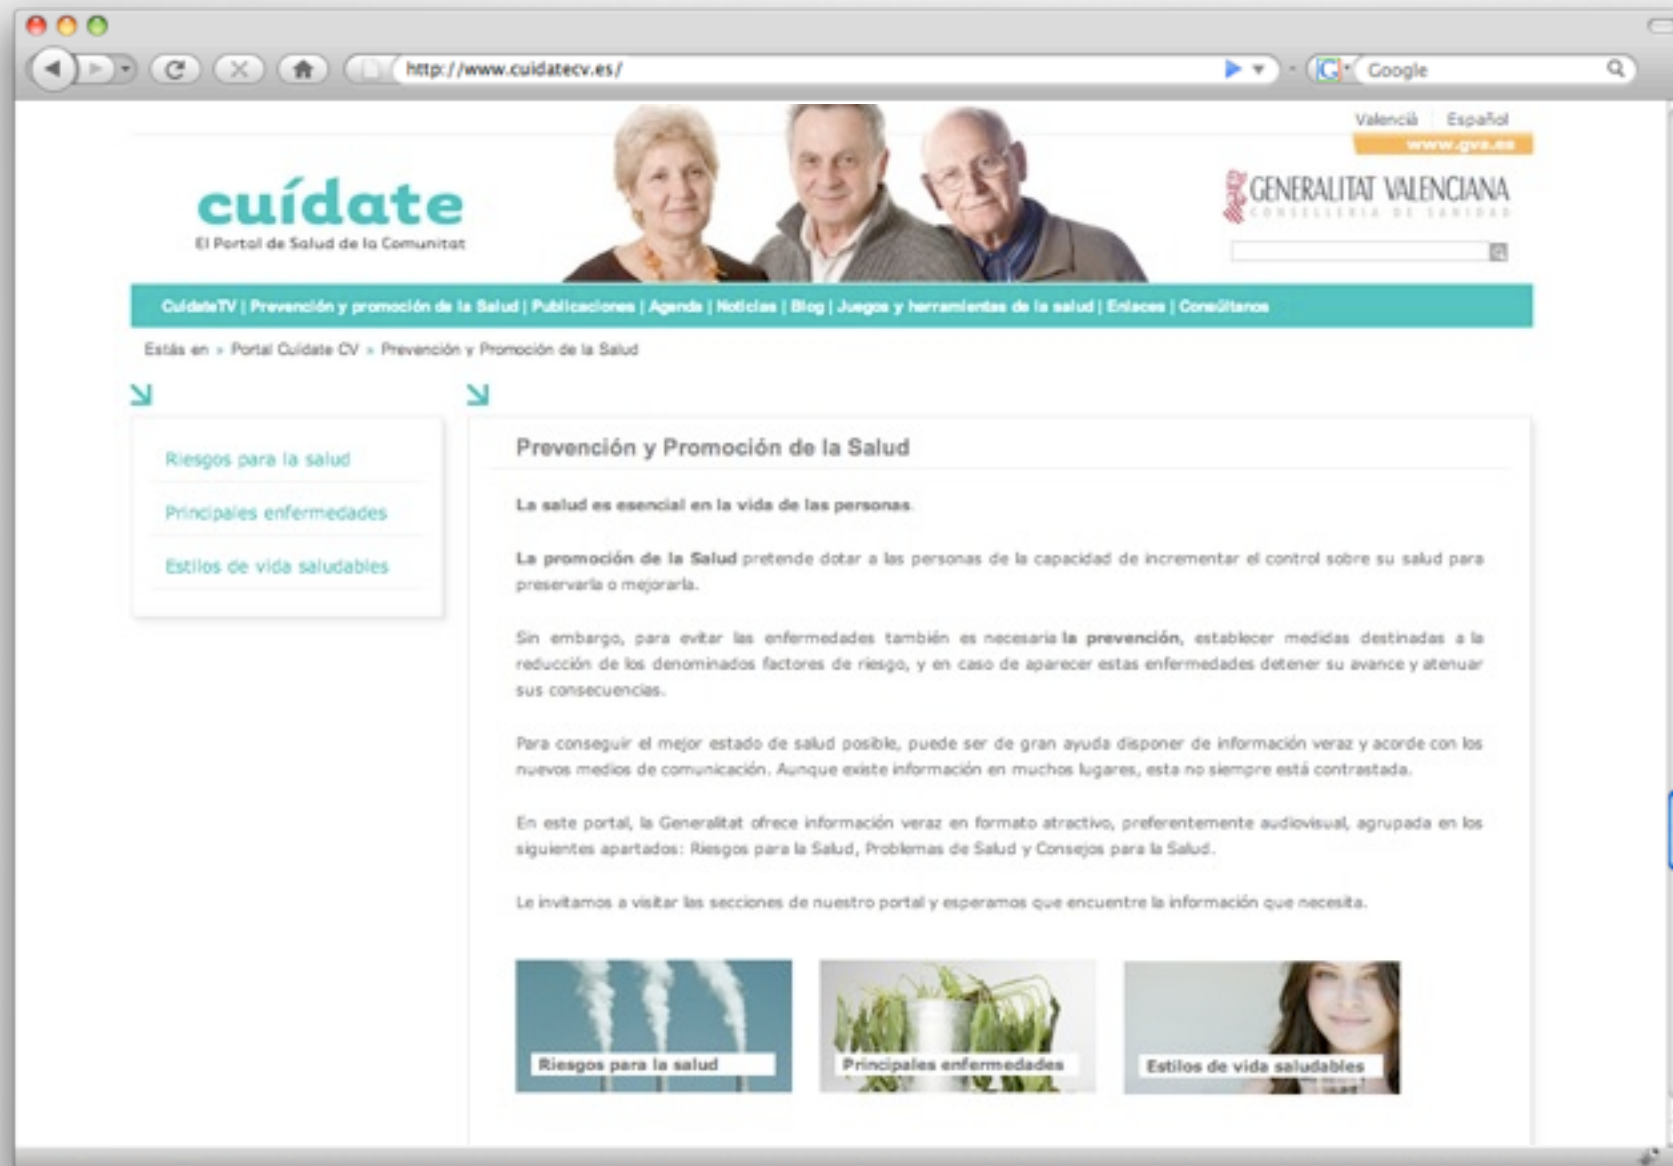 http://www.cuidatecv.es/
Google
Valencià Español
www.gva.es
cuídate
El Portal de Salud de la Comunitat
GENERALITAT VALENCIANA
CONSELLERIA DE SANIDAD
CuídateTV | Prevención y promoción de la Salud | Publicaciones | Agenda | Noticias | Blog | Juegos y herramientas de la salud | Enlaces | Consúltanos
Estás en » Portal Cuídate CV » Prevención y Promoción de la Salud
Riesgos para la salud
Principales enfermedades
Estilos de vida saludables
Prevención y Promoción de la Salud
La salud es esencial en la vida de las personas.
La promoción de la Salud pretende dotar a las personas de la capacidad de incrementar el control sobre su salud para
preservarla o mejorarla.
Sin embargo, para evitar las enfermedades también es necesaria la prevención, establecer medidas destinadas a la
reducción de los denominados factores de riesgo, y en caso de aparecer estas enfermedades detener su avance y atenuar
sus consecuencias.
Para conseguir el mejor estado de salud posible, puede ser de gran ayuda disponer de información veraz y acorde con los
nuevos medios de comunicación. Aunque existe información en muchos lugares, esta no siempre está contrastada.
En este portal, la Generalitat ofrece información veraz en formato atractivo, preferentemente audiovisual, agrupada en los
siguientes apartados: Riesgos para la Salud, Problemas de Salud y Consejos para la Salud.
Le invitamos a visitar las secciones de nuestro portal y esperamos que encuentre la información que necesita.
Riesgos para la salud
Principales enfermedades
Estilos de vida saludables